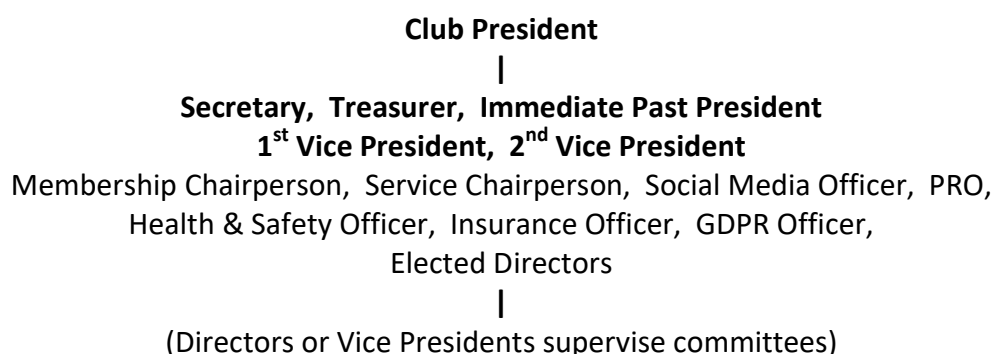 Club President
|
Secretary, Treasurer, Immediate Past President
1st Vice President, 2nd Vice President
Membership Chairperson, Service Chairperson, Social Media Officer, PRO,
Health & Safety Officer, Insurance Officer, GDPR Officer,
Elected Directors
|
(Directors or Vice Presidents supervise committees)